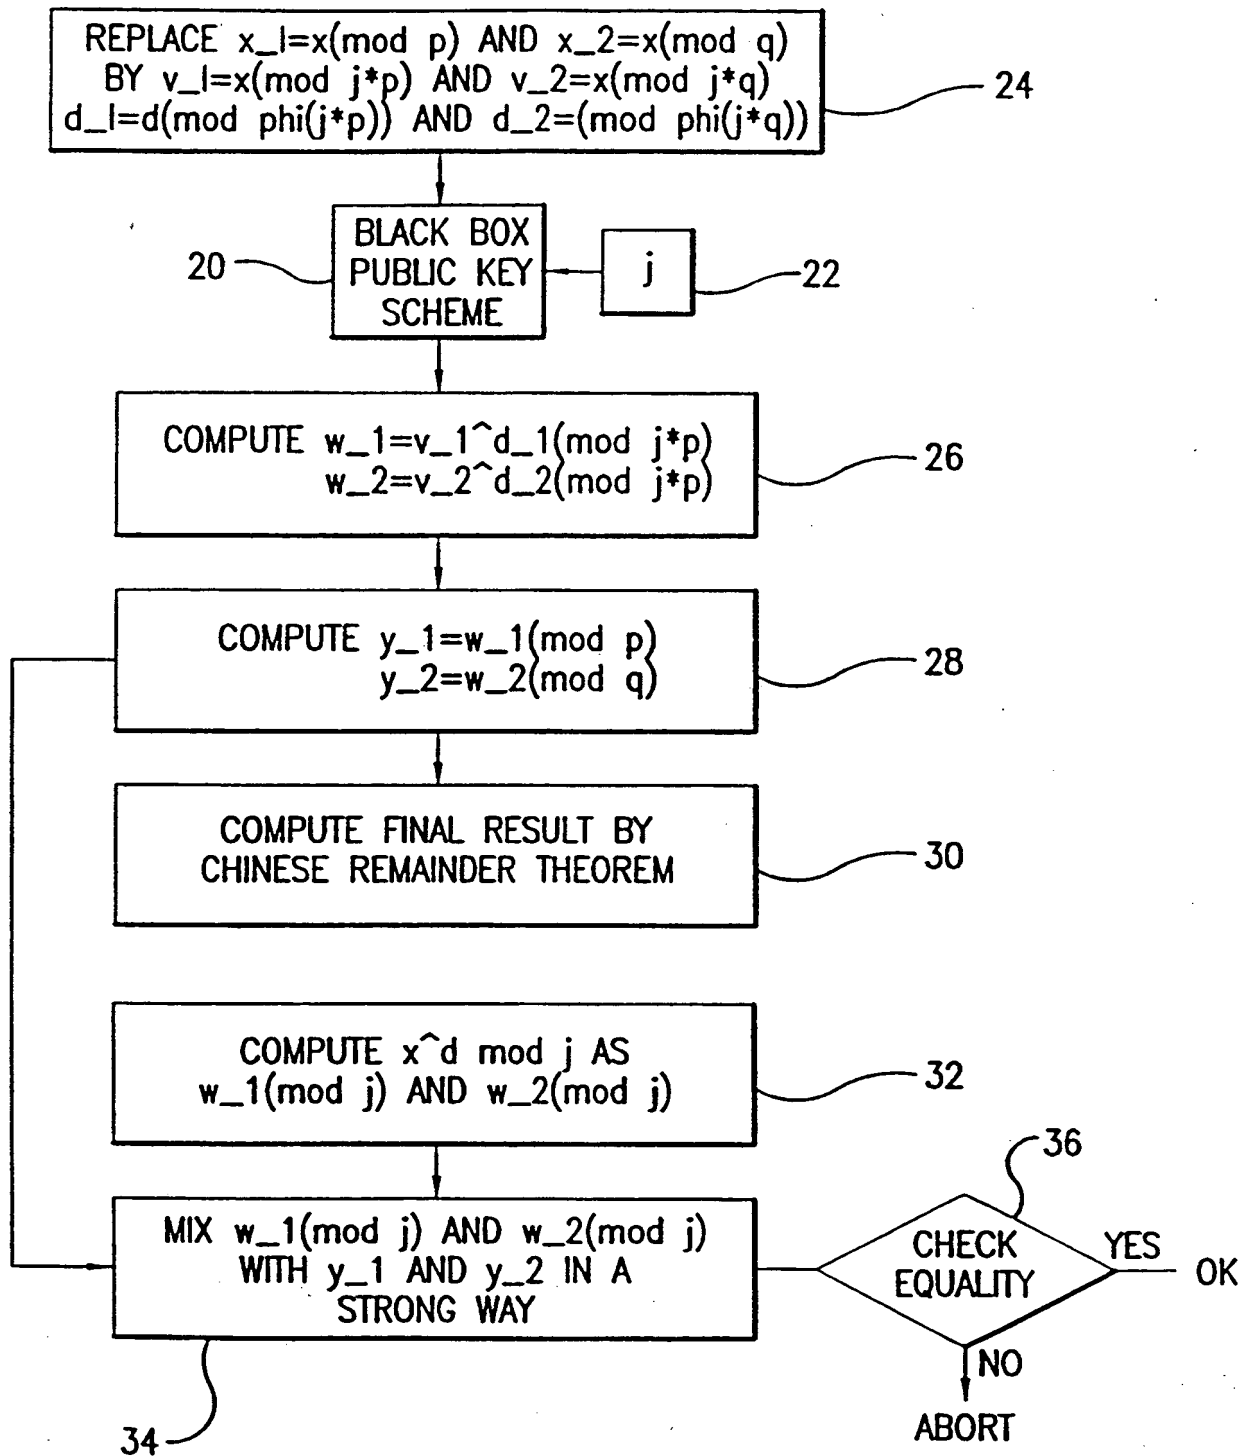 REPLACE x_l=x(mod p) AND x_2=x(mod q)
BY v_l=x(mod j*p) AND v_2=x(mod j*q)
d_l=d(mod phi(j*p)) AND d_2=(mod phi(j*q))
24
BLACK BOX
PUBLIC KEY
SCHEME
20
j
22
COMPUTE w_1=v_1^d_1(mod j*p)
w_2=v_2^d_2(mod j*p)
26
COMPUTE y_1=w_1(mod p)
y_2=w_2(mod q)
28
COMPUTE FINAL RESULT BY
CHINESE REMAINDER THEOREM
30
COMPUTE x^d mod j AS
w_1(mod j) AND w_2(mod j)
32
MIX w_1(mod j) AND w_2(mod j)
WITH y_1 AND y_2 IN A
STRONG WAY
34
36
CHECK
EQUALITY
YES
OK
NO
ABORT